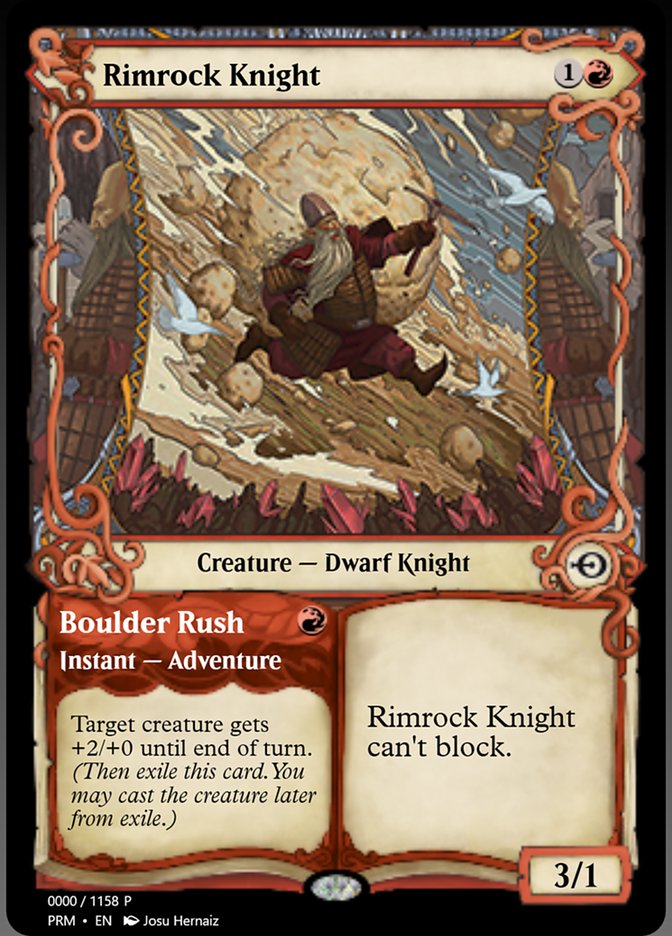 Rimrock Knight 1
Creature — Dwarf Knight
Boulder Rush
Instant — Adventure
Target creature gets
+2/+0 until end of turn.
(Then exile this card. You
may cast the creature later
from exile.)
Rimrock Knight
can't block.
3/1
0000 / 1158 P
PRM • EN Josu Hernaiz